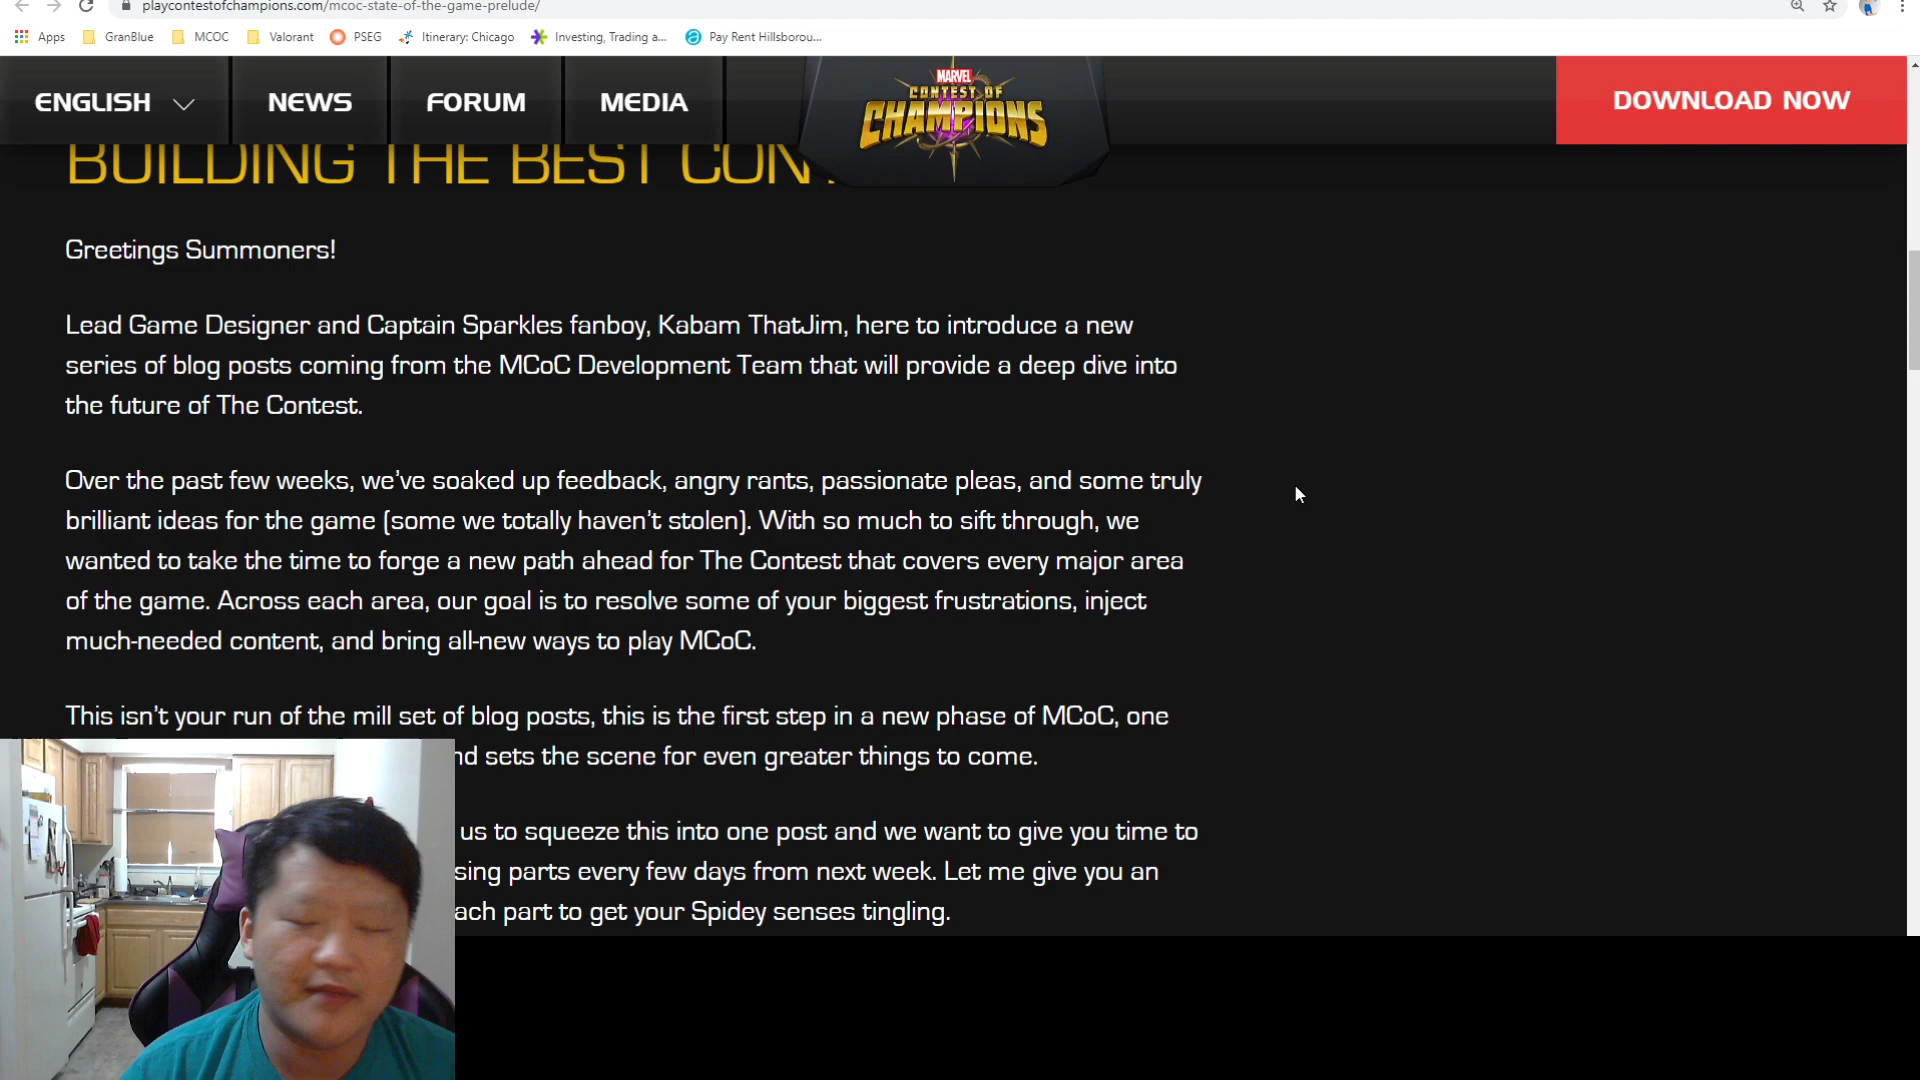 playcontestofchampions.com/mcoc-state-of-the-game-prelude/
Apps GranBlue MCOC Valorant PSEG Itinerary: Chicago Investing, Trading a... Pay Rent Hillsborou...
ENGLISH NEWS FORUM MEDIA MARVEL CONTEST OF CHAMPIONS DOWNLOAD NOW
BUILDING THE BEST CON
Greetings Summoners!
Lead Game Designer and Captain Sparkles fanboy, Kabam ThatJim, here to introduce a new
series of blog posts coming from the MCoC Development Team that will provide a deep dive into
the future of The Contest.
Over the past few weeks, we've soaked up feedback, angry rants, passionate pleas, and some truly
brilliant ideas for the game (some we totally haven't stolen). With so much to sift through, we
wanted to take the time to forge a new path ahead for The Contest that covers every major area
of the game. Across each area, our goal is to resolve some of your biggest frustrations, inject
much-needed content, and bring all-new ways to play MCoC.
This isn't your run of the mill set of blog posts, this is the first step in a new phase of MCoC, one
nd sets the scene for even greater things to come.
us to squeeze this into one post and we want to give you time to
sing parts every few days from next week. Let me give you an
ach part to get your Spidey senses tingling.